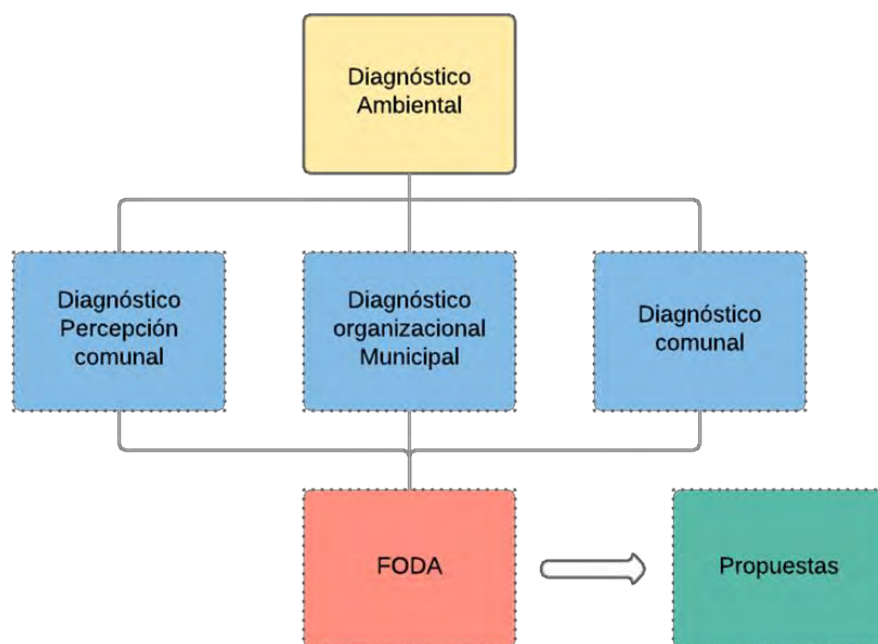 Diagnóstico
Ambiental
Diagnóstico
Percepción
comunal
Diagnóstico
organizacional
Municipal
Diagnóstico
comunal
FODA
Propuestas